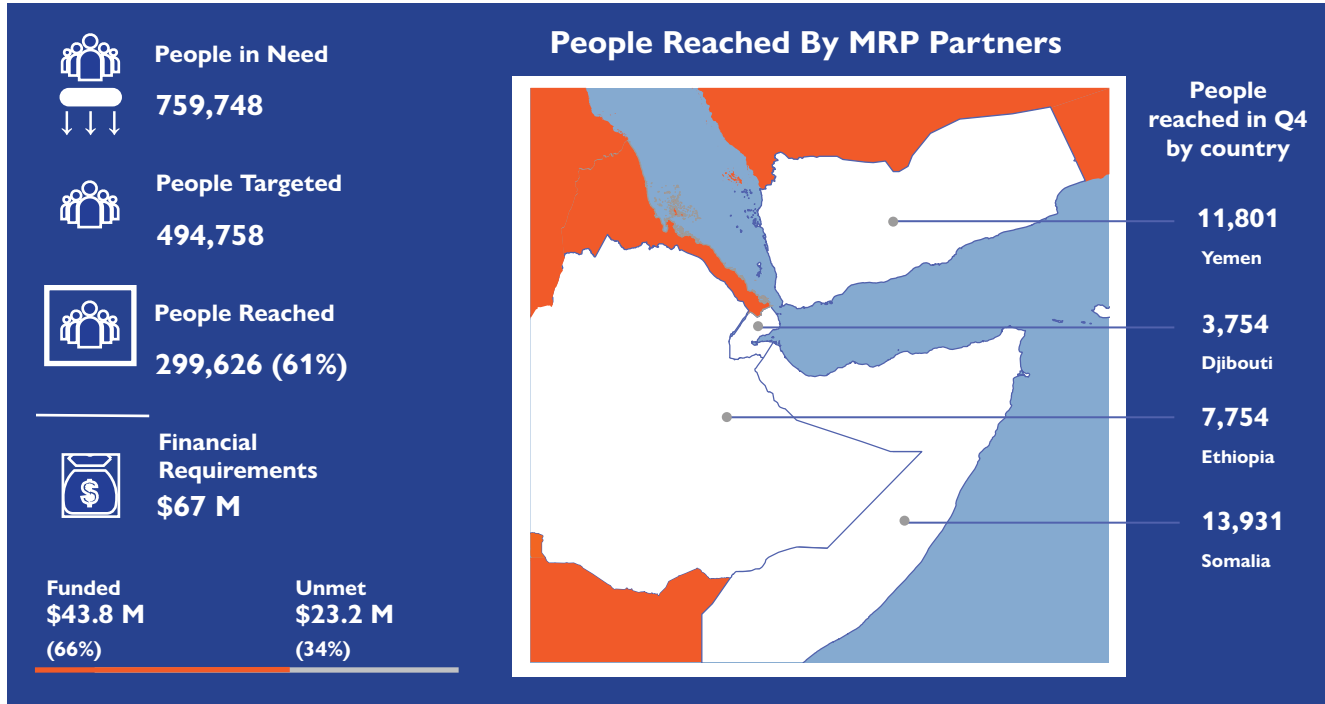 People in Need
759,748
People Targeted
494,758
People Reached
299,626 (61%)
Financial
Requirements
$67 M
$
Funded
$43.8 M
(66%)
Unmet
$23.2 M
(34%)
People Reached By MRP Partners
People
reached in Q4
by country
11,801
Yemen
3,754
Djibouti
7,754
Ethiopia
13,931
Somalia